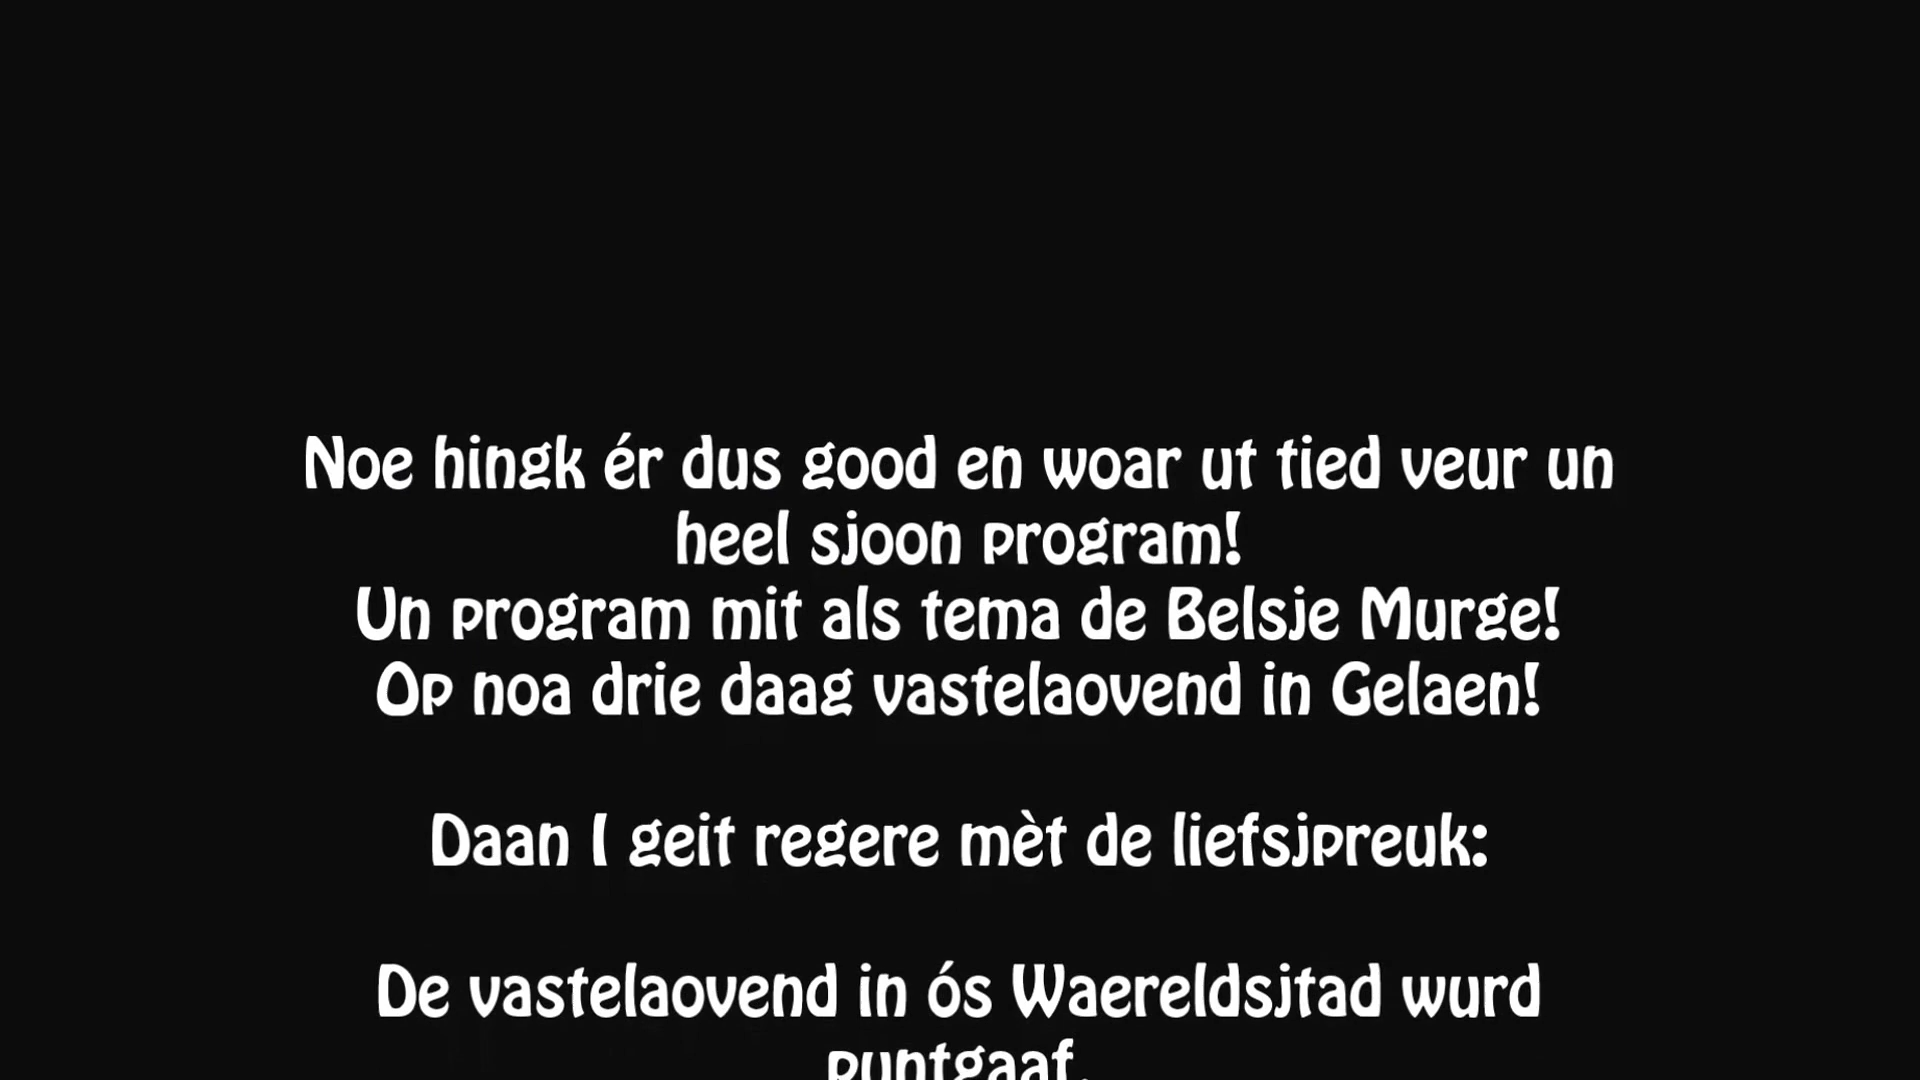 Noe hingk ér dus good en woar ut tied veur un
heel sjoon program!
Un program mit als tema de Belsje Murge!
Op noa drie daag vastelaovend in Gelaen!
Daan I geit regere mèt de liefsjpreuk:
De vastelaovend in ós Waereldsjtad wurd
puntgaaf,